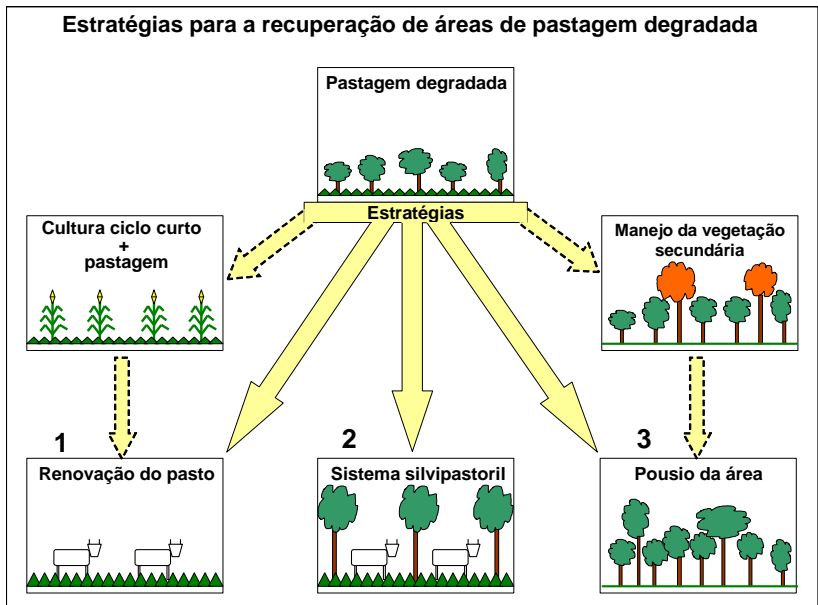 Estratégias para a recuperação de áreas de pastagem degradada
Pastagem degradada
Estratégias
Cultura ciclo curto
+
pastagem
Manejo da vegetação
secundária
1
Renovação do pasto
2
Sistema silvipastoril
3
Pousio da área